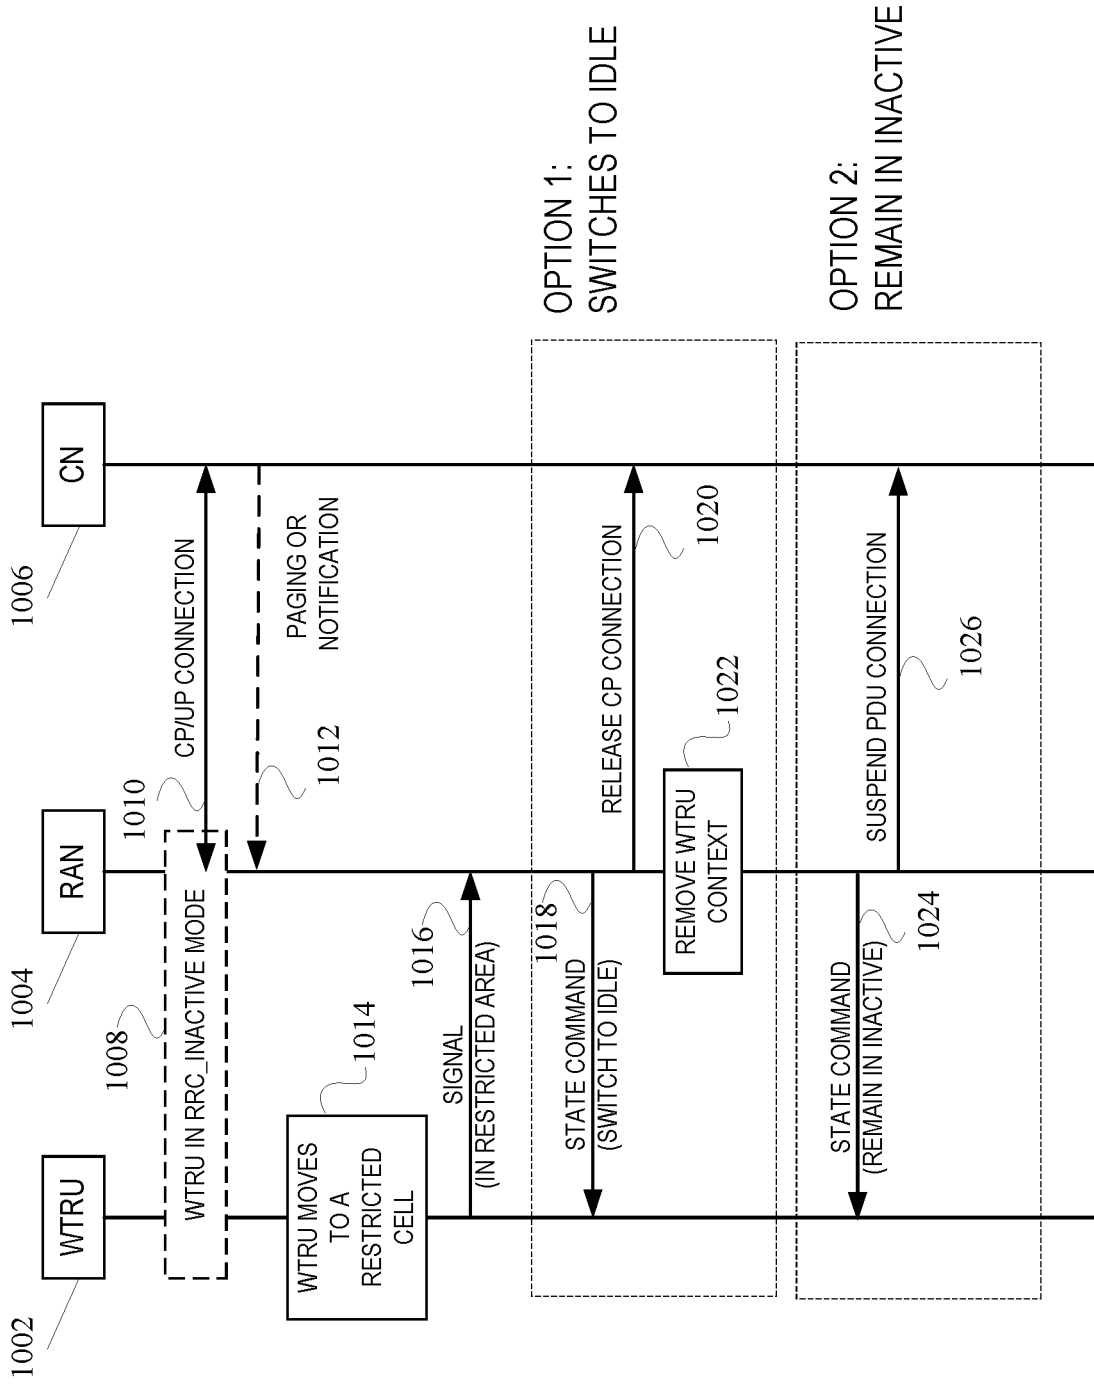 1002
WTRU
1004
RAN
1006
CN
1008
WTRU IN RRC_INACTIVE MODE
1010
CP/UP CONNECTION
1012
PAGING OR
NOTIFICATION
1014
WTRU MOVES
TO A
RESTRICTED
CELL
1016
SIGNAL
(IN RESTRICTED AREA)
OPTION 1:
SWITCHES TO IDLE
1018
STATE COMMAND
(SWITCH TO IDLE)
RELEASE CP CONNECTION
1020
REMOVE WTRU
CONTEXT
1022
OPTION 2:
REMAIN IN INACTIVE
STATE COMMAND
(REMAIN IN INACTIVE)
1024
SUSPEND PDU CONNECTION
1026